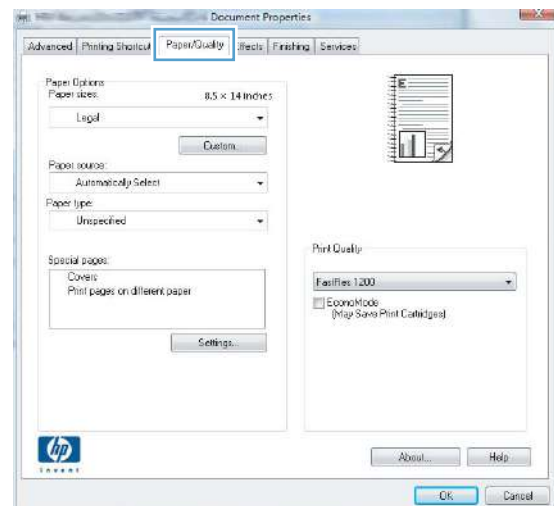 Document Properties
Advanced Printing Shortcut Paper/Quality Effects Finishing Services
Paper Options
Paper sizes: 8.5 × 14 inches
Legal
Custom
Paper source:
Automatically Select
Paper type:
Unspecified
Special pages:
Covers
Print pages on different paper
Settings...
E
Print Quality
FastRes 1200
EconoMode
(May Save Print Cartridges)
hp
invent
About... Help
OK Cancel